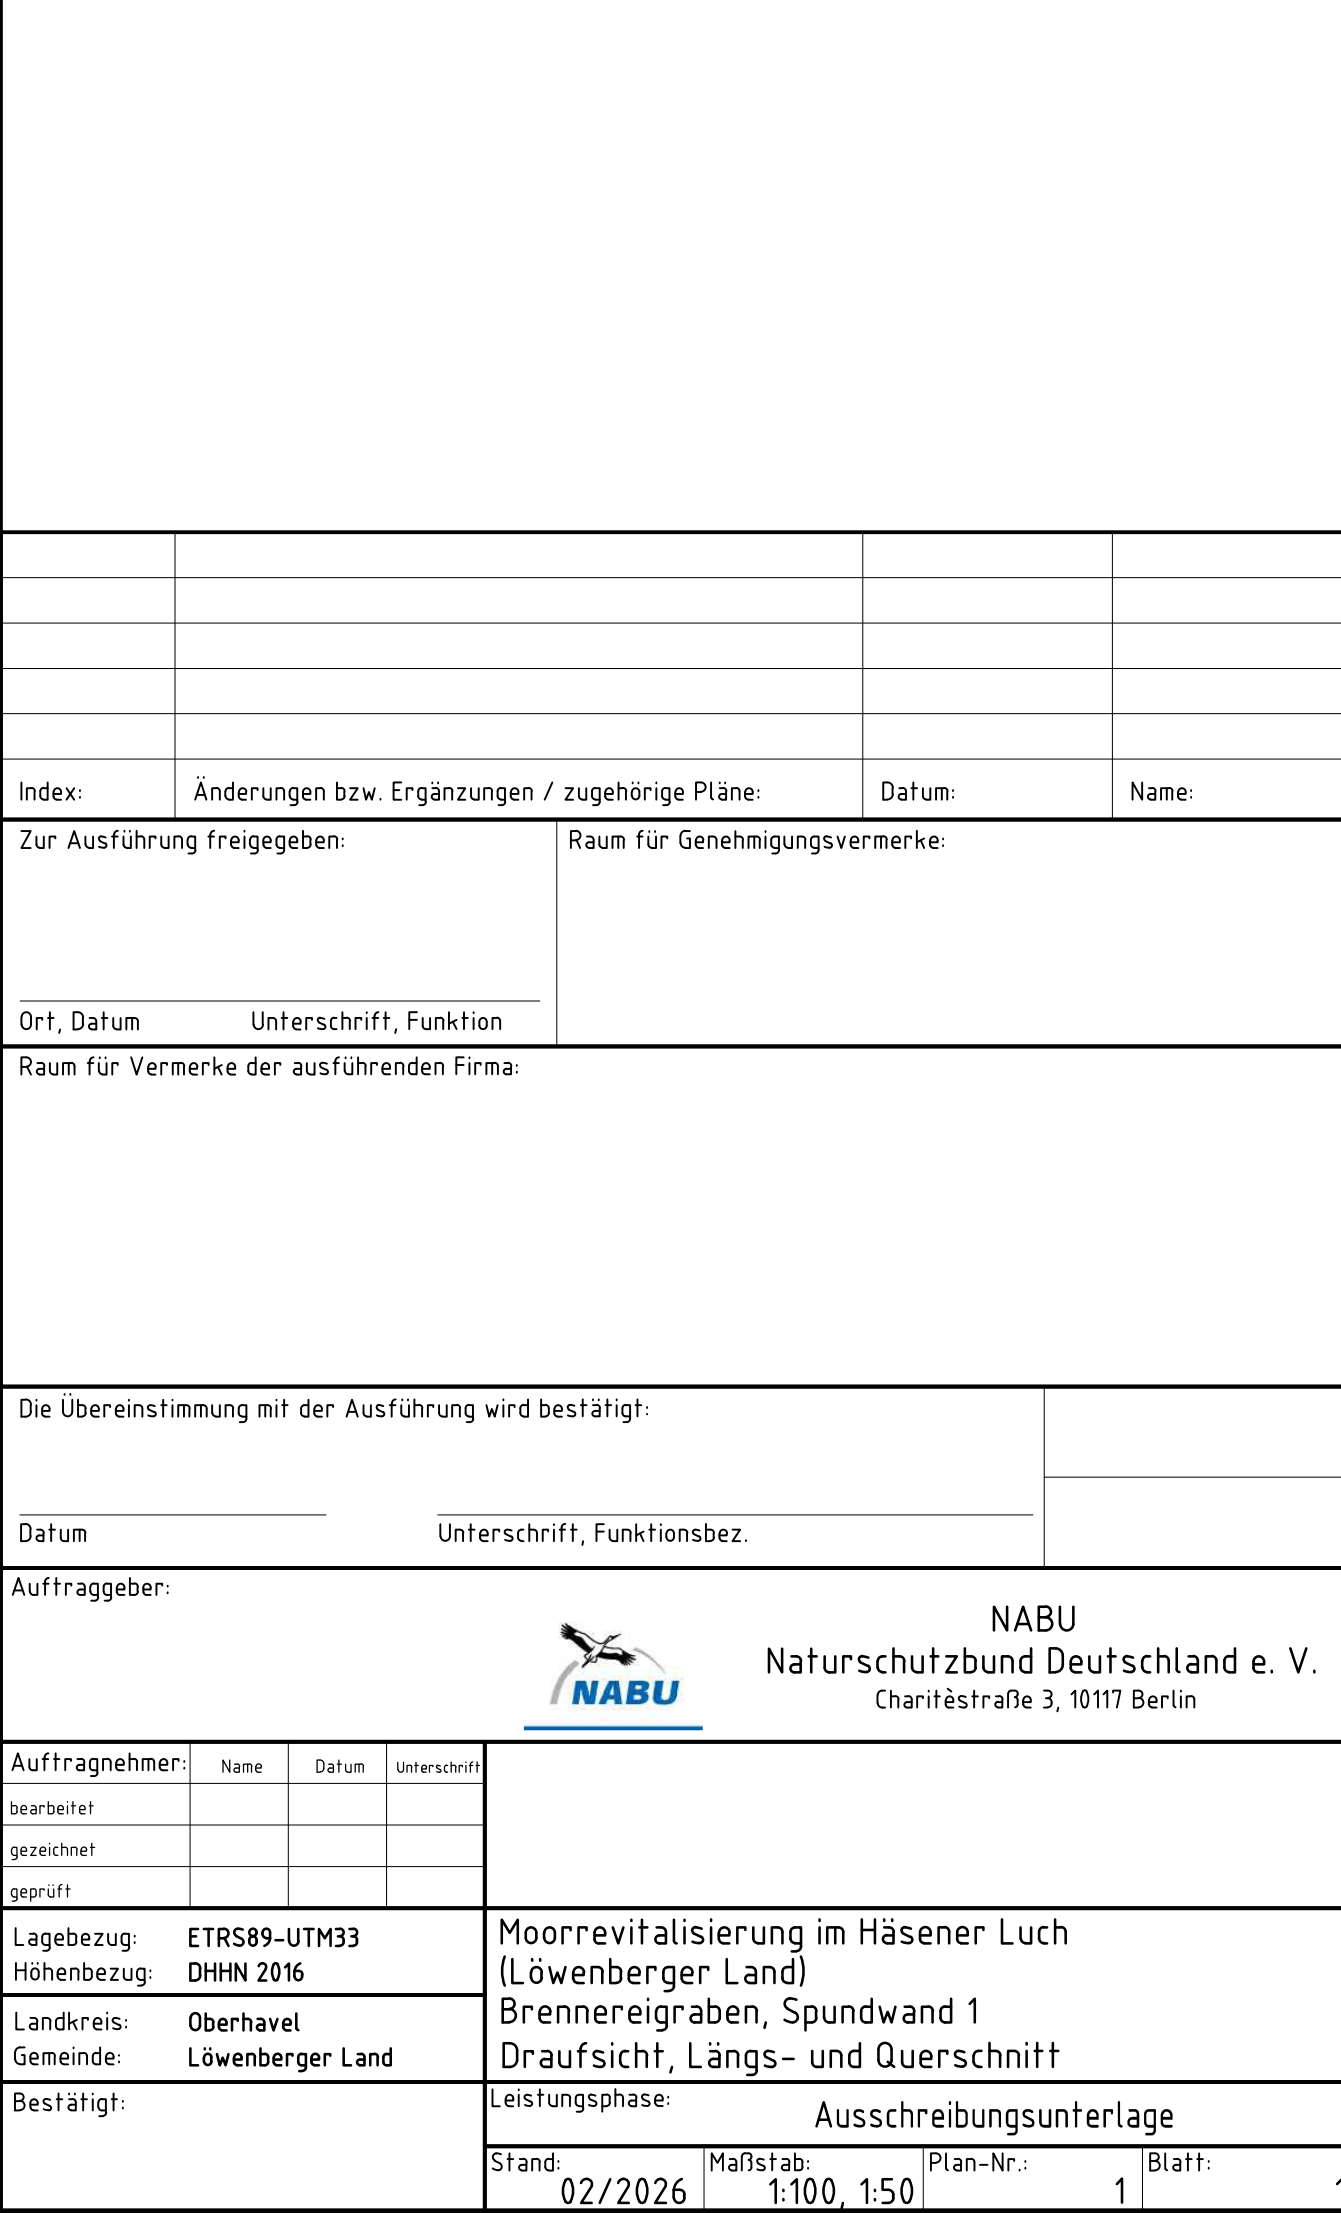 Index: Änderungen bzw. Ergänzungen / zugehörige Pläne: Datum: Name:
Zur Ausführung freigegeben:
Ort, Datum Unterschrift, Funktion
Raum für Genehmigungsvermerke:
Raum für Vermerke der ausführenden Firma:
Die Übereinstimmung mit der Ausführung wird bestätigt:
Datum Unterschrift, Funktionsbez.
Auftraggeber:
NABU
NABU
Naturschutzbund Deutschland e. V.
Charitèstraße 3, 10117 Berlin
Auftragnehmer: Name Datum Unterschrift
bearbeitet
gezeichnet
geprüft
Lagebezug: ETRS89-UTM33
Höhenbezug: DHHN 2016
Landkreis: Oberhavel
Gemeinde: Löwenberger Land
Bestätigt:
Moorrevitalisierung im Häsener Luch
(Löwenberger Land)
Brennereigraben, Spundwand 1
Draufsicht, Längs- und Querschnitt
Leistungsphase:
Ausschreibungsunterlage
Stand: Maßstab: Plan-Nr.: Blatt:
02/2026 1:100, 1:50 1